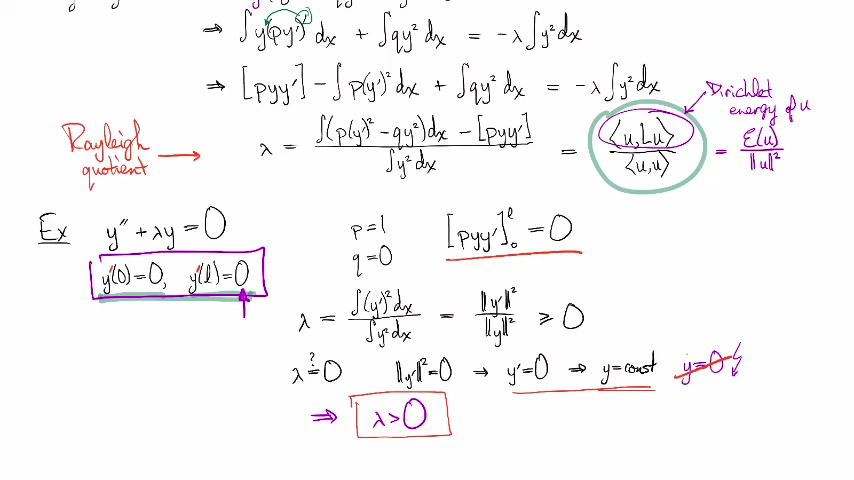 ⇒ ∫y(py')' dx + ∫qy² dx = -λ∫y² dx
⇒ [pyy'] - ∫p(y')² dx + ∫qy² dx = -λ∫y² dx
Dirichlet
energy of u
Rayleigh
quotient → λ = (∫(p(y')² - qy²)dx - [pyy']) / ∫y² dx = ⟨u, Lu⟩ / ⟨u, u⟩ = ℰ(u) / ‖u‖²
Ex y'' + λy = 0 p=1 [pyy']₀ˡ = 0
y'(0)=0, y'(l)=0 q=0
λ = ∫(y')² dx / ∫y² dx = ‖y'‖² / ‖y‖² ≥ 0
λ ≟ 0 ‖y'‖²=0 → y'=0 ⇒ y=const y=0
⇒ λ>0